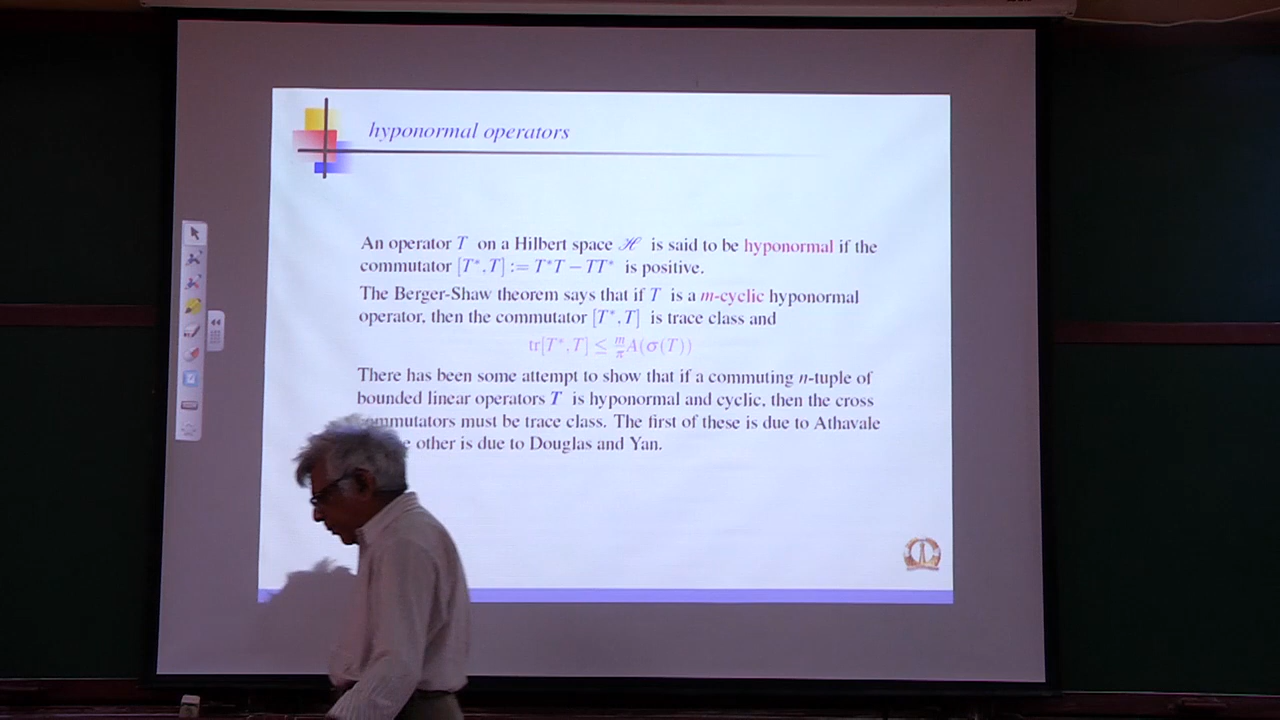 hyponormal operators
An operator T on a Hilbert space ℋ is said to be hyponormal if the
commutator [T*, T] := T*T − TT* is positive.
The Berger-Shaw theorem says that if T is a m-cyclic hyponormal
operator, then the commutator [T*, T] is trace class and
tr[T*, T] ≤ m/π A(σ(T))
There has been some attempt to show that if a commuting n-tuple of
bounded linear operators T is hyponormal and cyclic, then the cross
commutators must be trace class. The first of these is due to Athavale
other is due to Douglas and Yan.